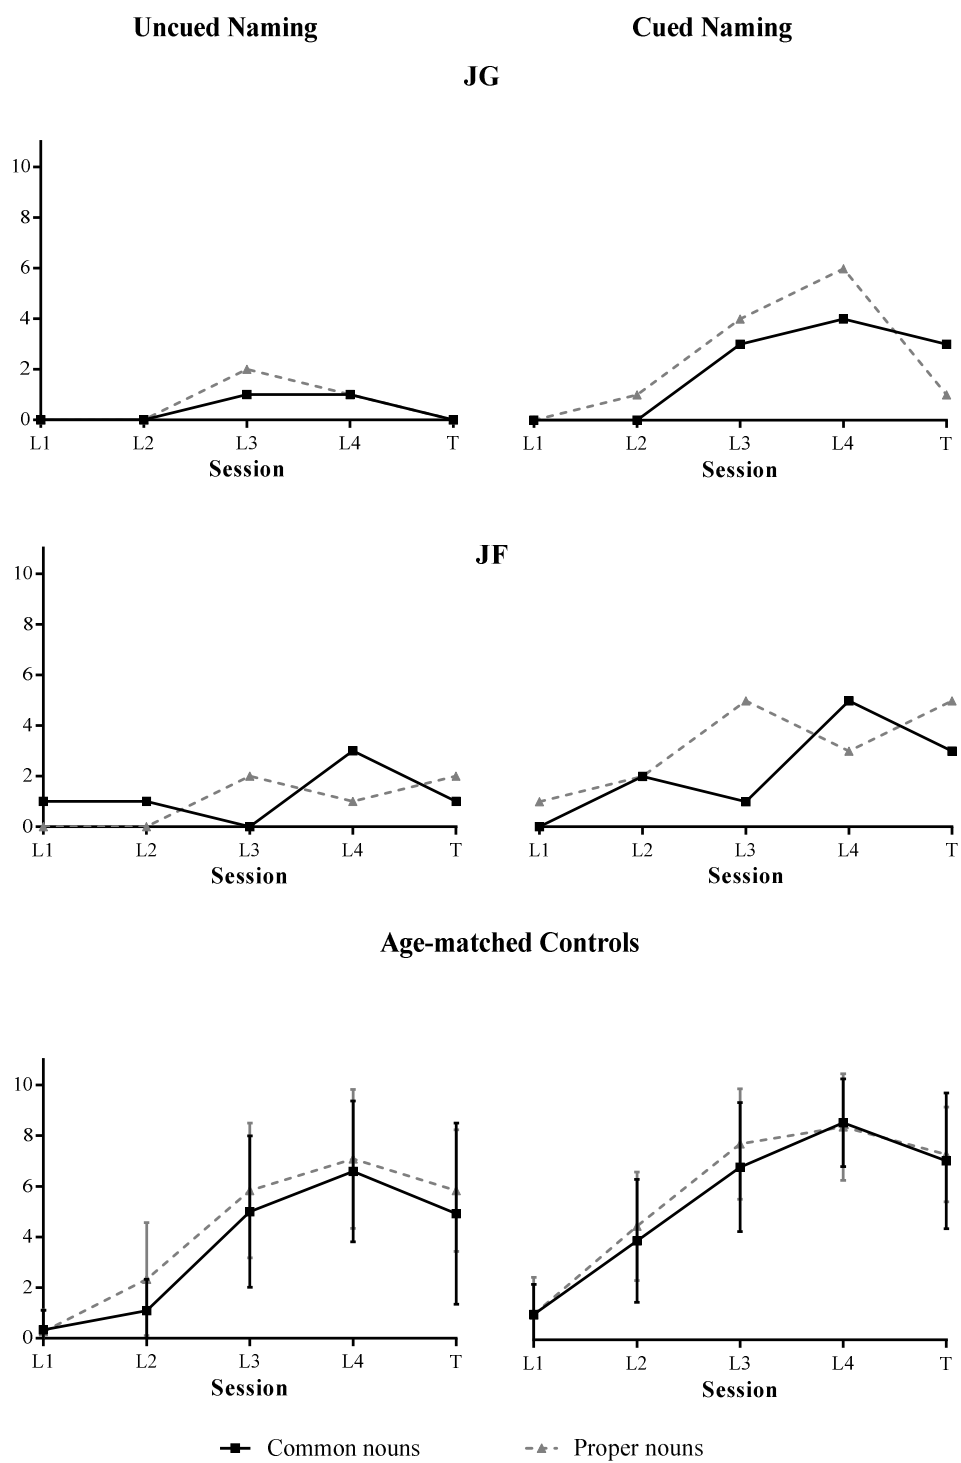 Uncued Naming Cued Naming
JG
10
8
6
4
2
0
L1 L2 L3 L4 T L1 L2 L3 L4 T
Session Session
JF
10
8
6
4
2
0
L1 L2 L3 L4 T L1 L2 L3 L4 T
Session Session
Age-matched Controls
10
8
6
4
2
0
L1 L2 L3 L4 T L1 L2 L3 L4 T
Session Session
Common nouns Proper nouns